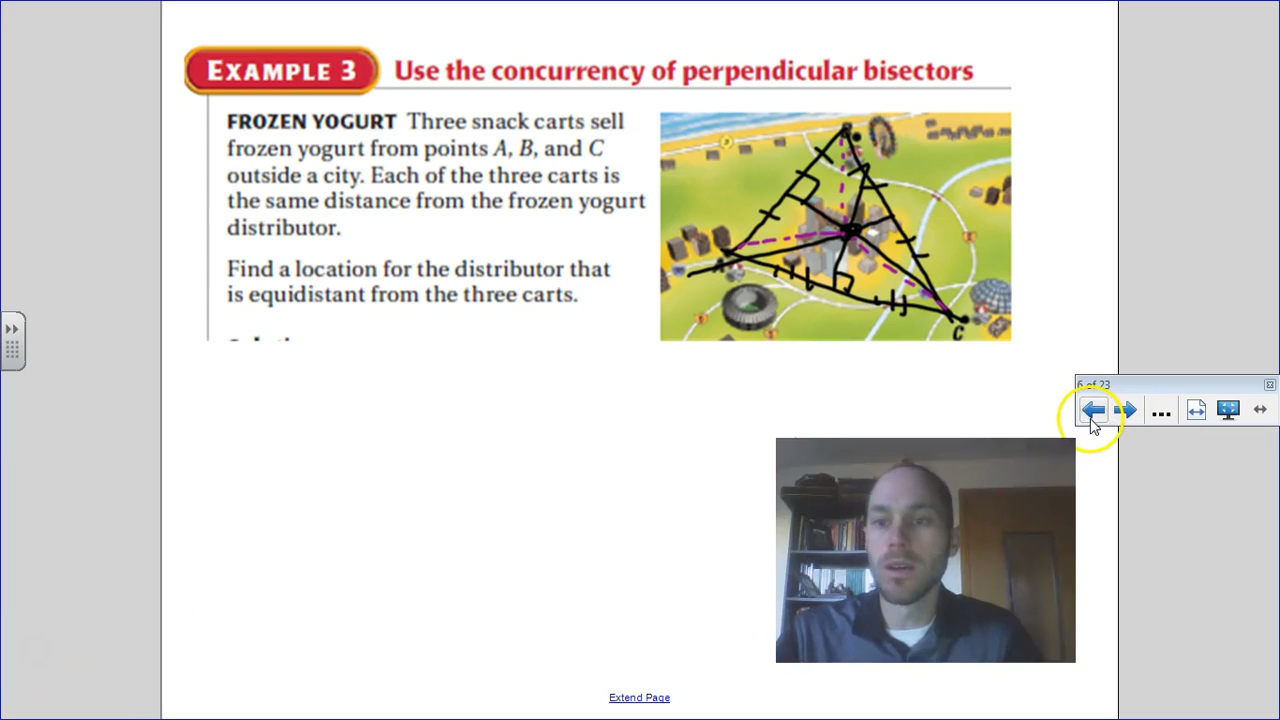 EXAMPLE 3 Use the concurrency of perpendicular bisectors
FROZEN YOGURT Three snack carts sell
frozen yogurt from points A, B, and C
outside a city. Each of the three carts is
the same distance from the frozen yogurt
distributor.
Find a location for the distributor that
is equidistant from the three carts.
A
C
6 of 23
...
Extend Page